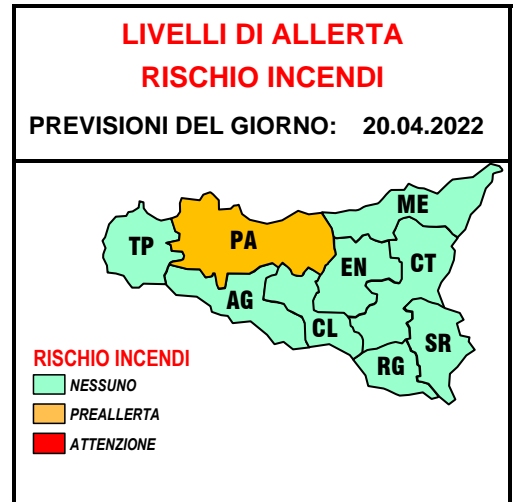 LIVELLI DI ALLERTA
RISCHIO INCENDI
PREVISIONI DEL GIORNO: 20.04.2022
ME
TP
PA
EN
CT
AG
CL
SR
RG
RISCHIO INCENDI
NESSUNO
PREALLERTA
ATTENZIONE